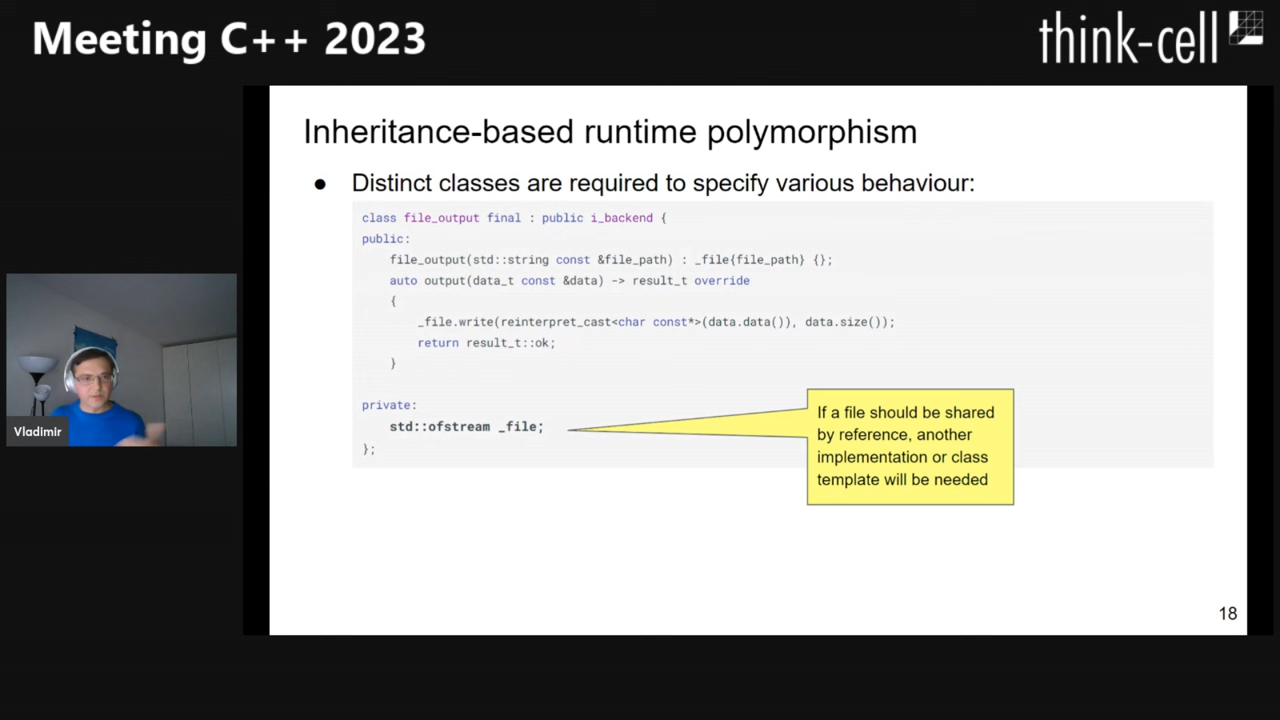 Meeting C++ 2023
think-cell
Inheritance-based runtime polymorphism
● Distinct classes are required to specify various behaviour:
class file_output final : public i_backend {
public:
file_output(std::string const &file_path) : _file{file_path} {};
auto output(data_t const &data) -> result_t override
{
_file.write(reinterpret_cast<char const*>(data.data()), data.size());
return result_t::ok;
}
private:
std::ofstream _file;
};
If a file should be shared
by reference, another
implementation or class
template will be needed
Vladimir
18